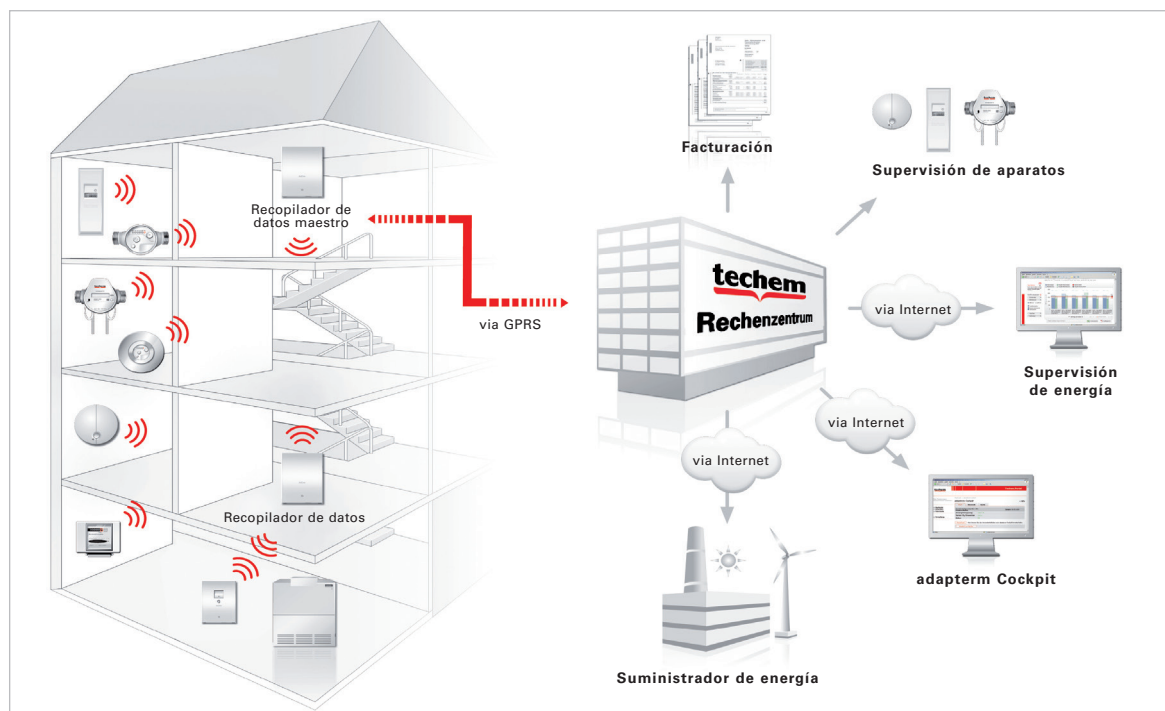 Facturación
Supervisión de aparatos
Recopilador de
datos maestro
via GPRS
techem
Rechenzentrum
via Internet
Supervisión
de energía
via Internet
via Internet
Recopilador de datos
adapterm Cockpit
Suministrador de energía